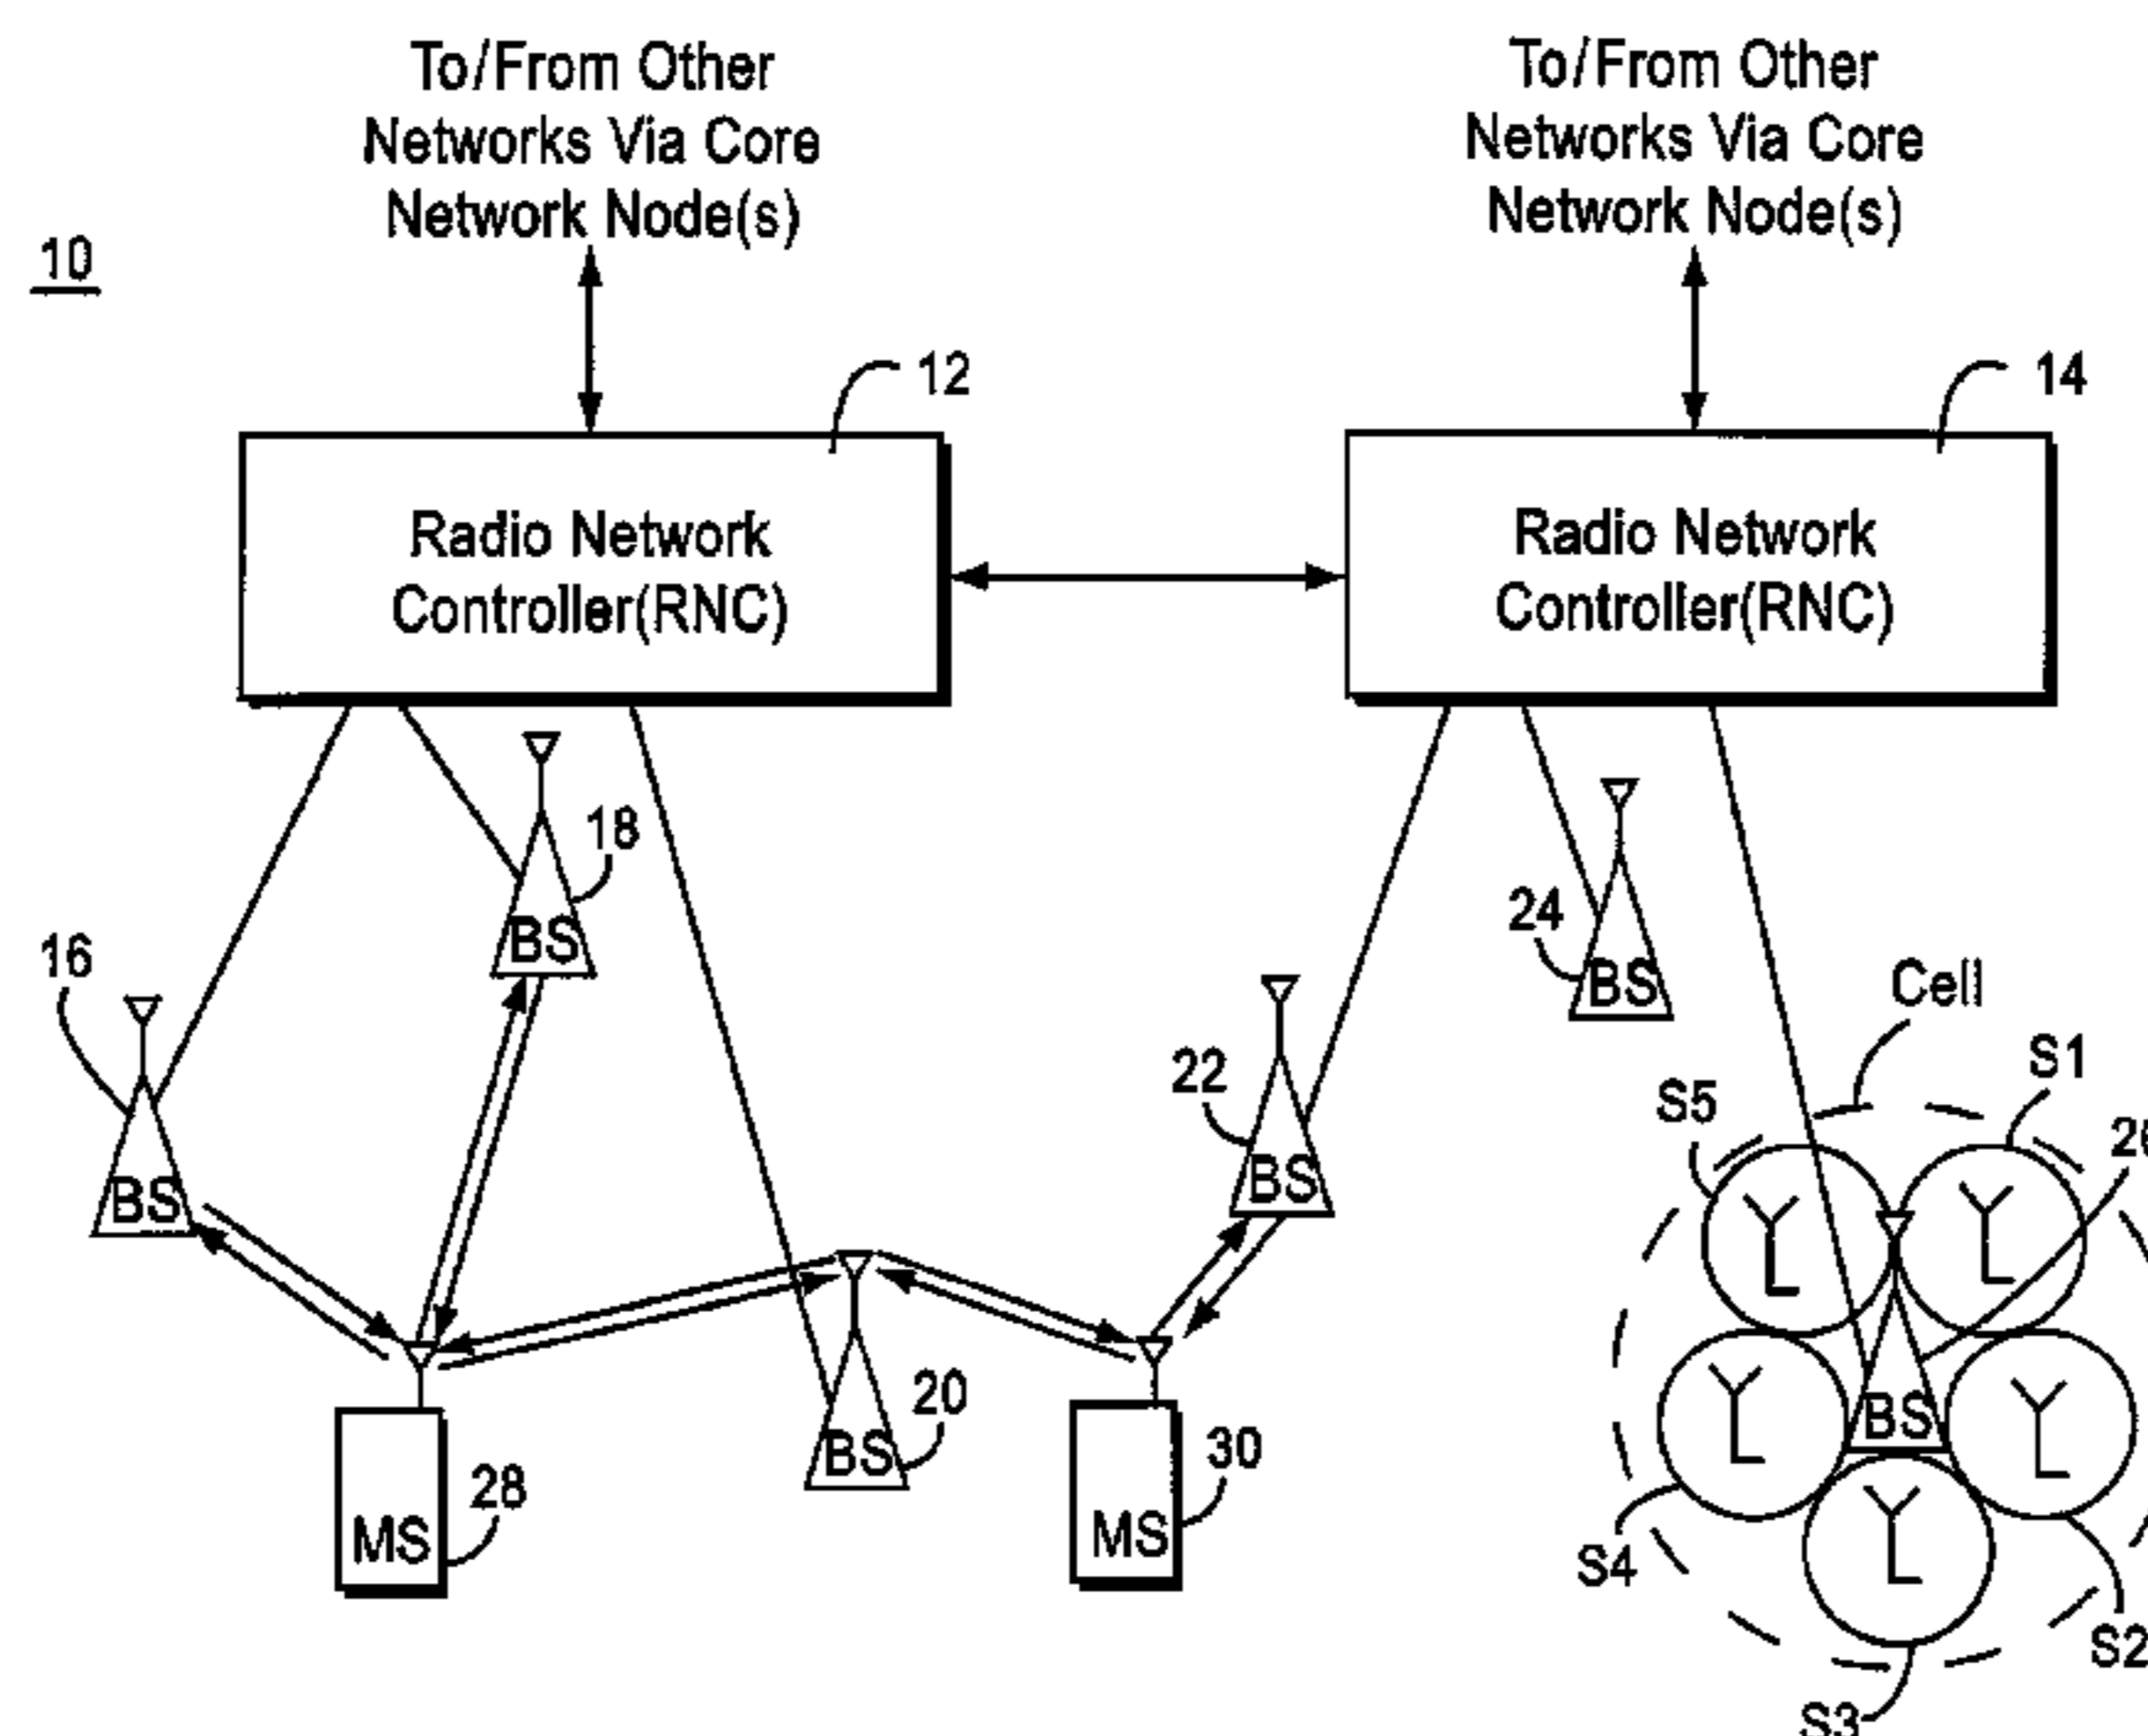 To/From Other
Networks Via Core
Network Node(s)
To/From Other
Networks Via Core
Network Node(s)
10
12
14
Radio Network
Controller(RNC)
Radio Network
Controller(RNC)
18
BS
24
BS
16
BS
Cell
S1
22
BS
S5
20
BS
BS
28
MS
30
MS
S4
S2
S3